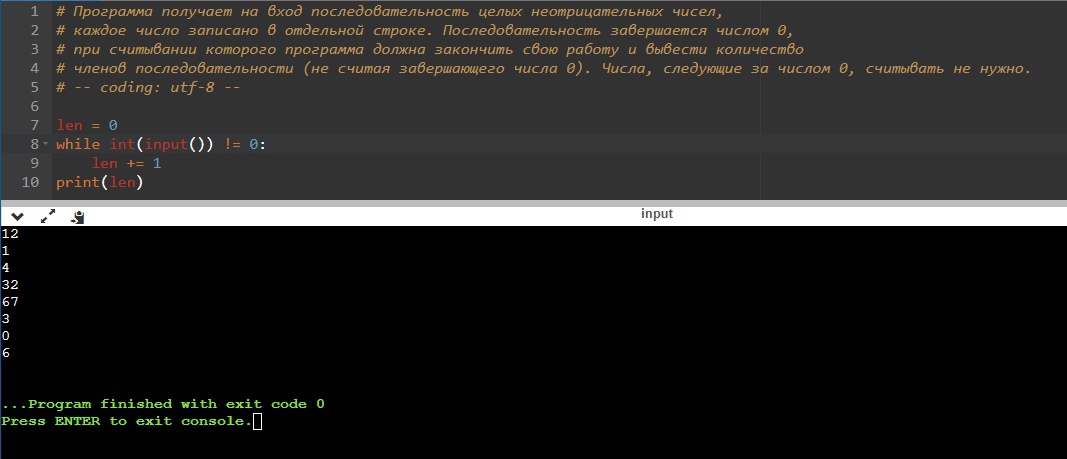 1 # Программа получает на вход последовательность целых неотрицательных чисел,
2 # каждое число записано в отдельной строке. Последовательность завершается числом 0,
3 # при считывании которого программа должна закончить свою работу и вывести количество
4 # членов последовательности (не считая завершающего числа 0). Числа, следующие за числом 0, считывать не нужно.
5 # -- coding: utf-8 --
6
7 len = 0
8 while int(input()) != 0:
9 len += 1
10 print(len)
input
12
1
4
32
67
3
0
6
...Program finished with exit code 0
Press ENTER to exit console.